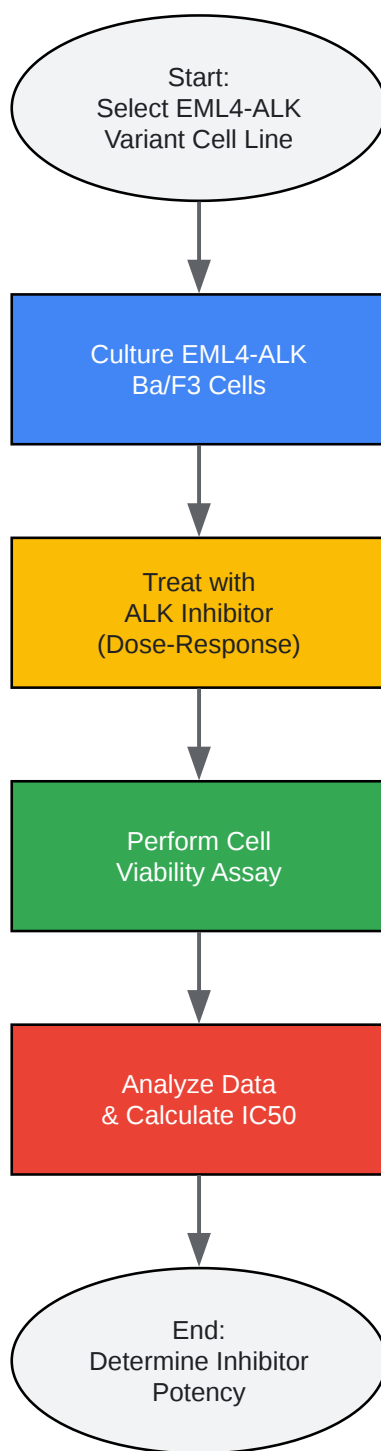 Start:
Select EML4-ALK
Variant Cell Line
Culture EML4-ALK
Ba/F3 Cells
Treat with
ALK Inhibitor
(Dose-Response)
Perform Cell
Viability Assay
Analyze Data
& Calculate IC50
End:
Determine Inhibitor
Potency